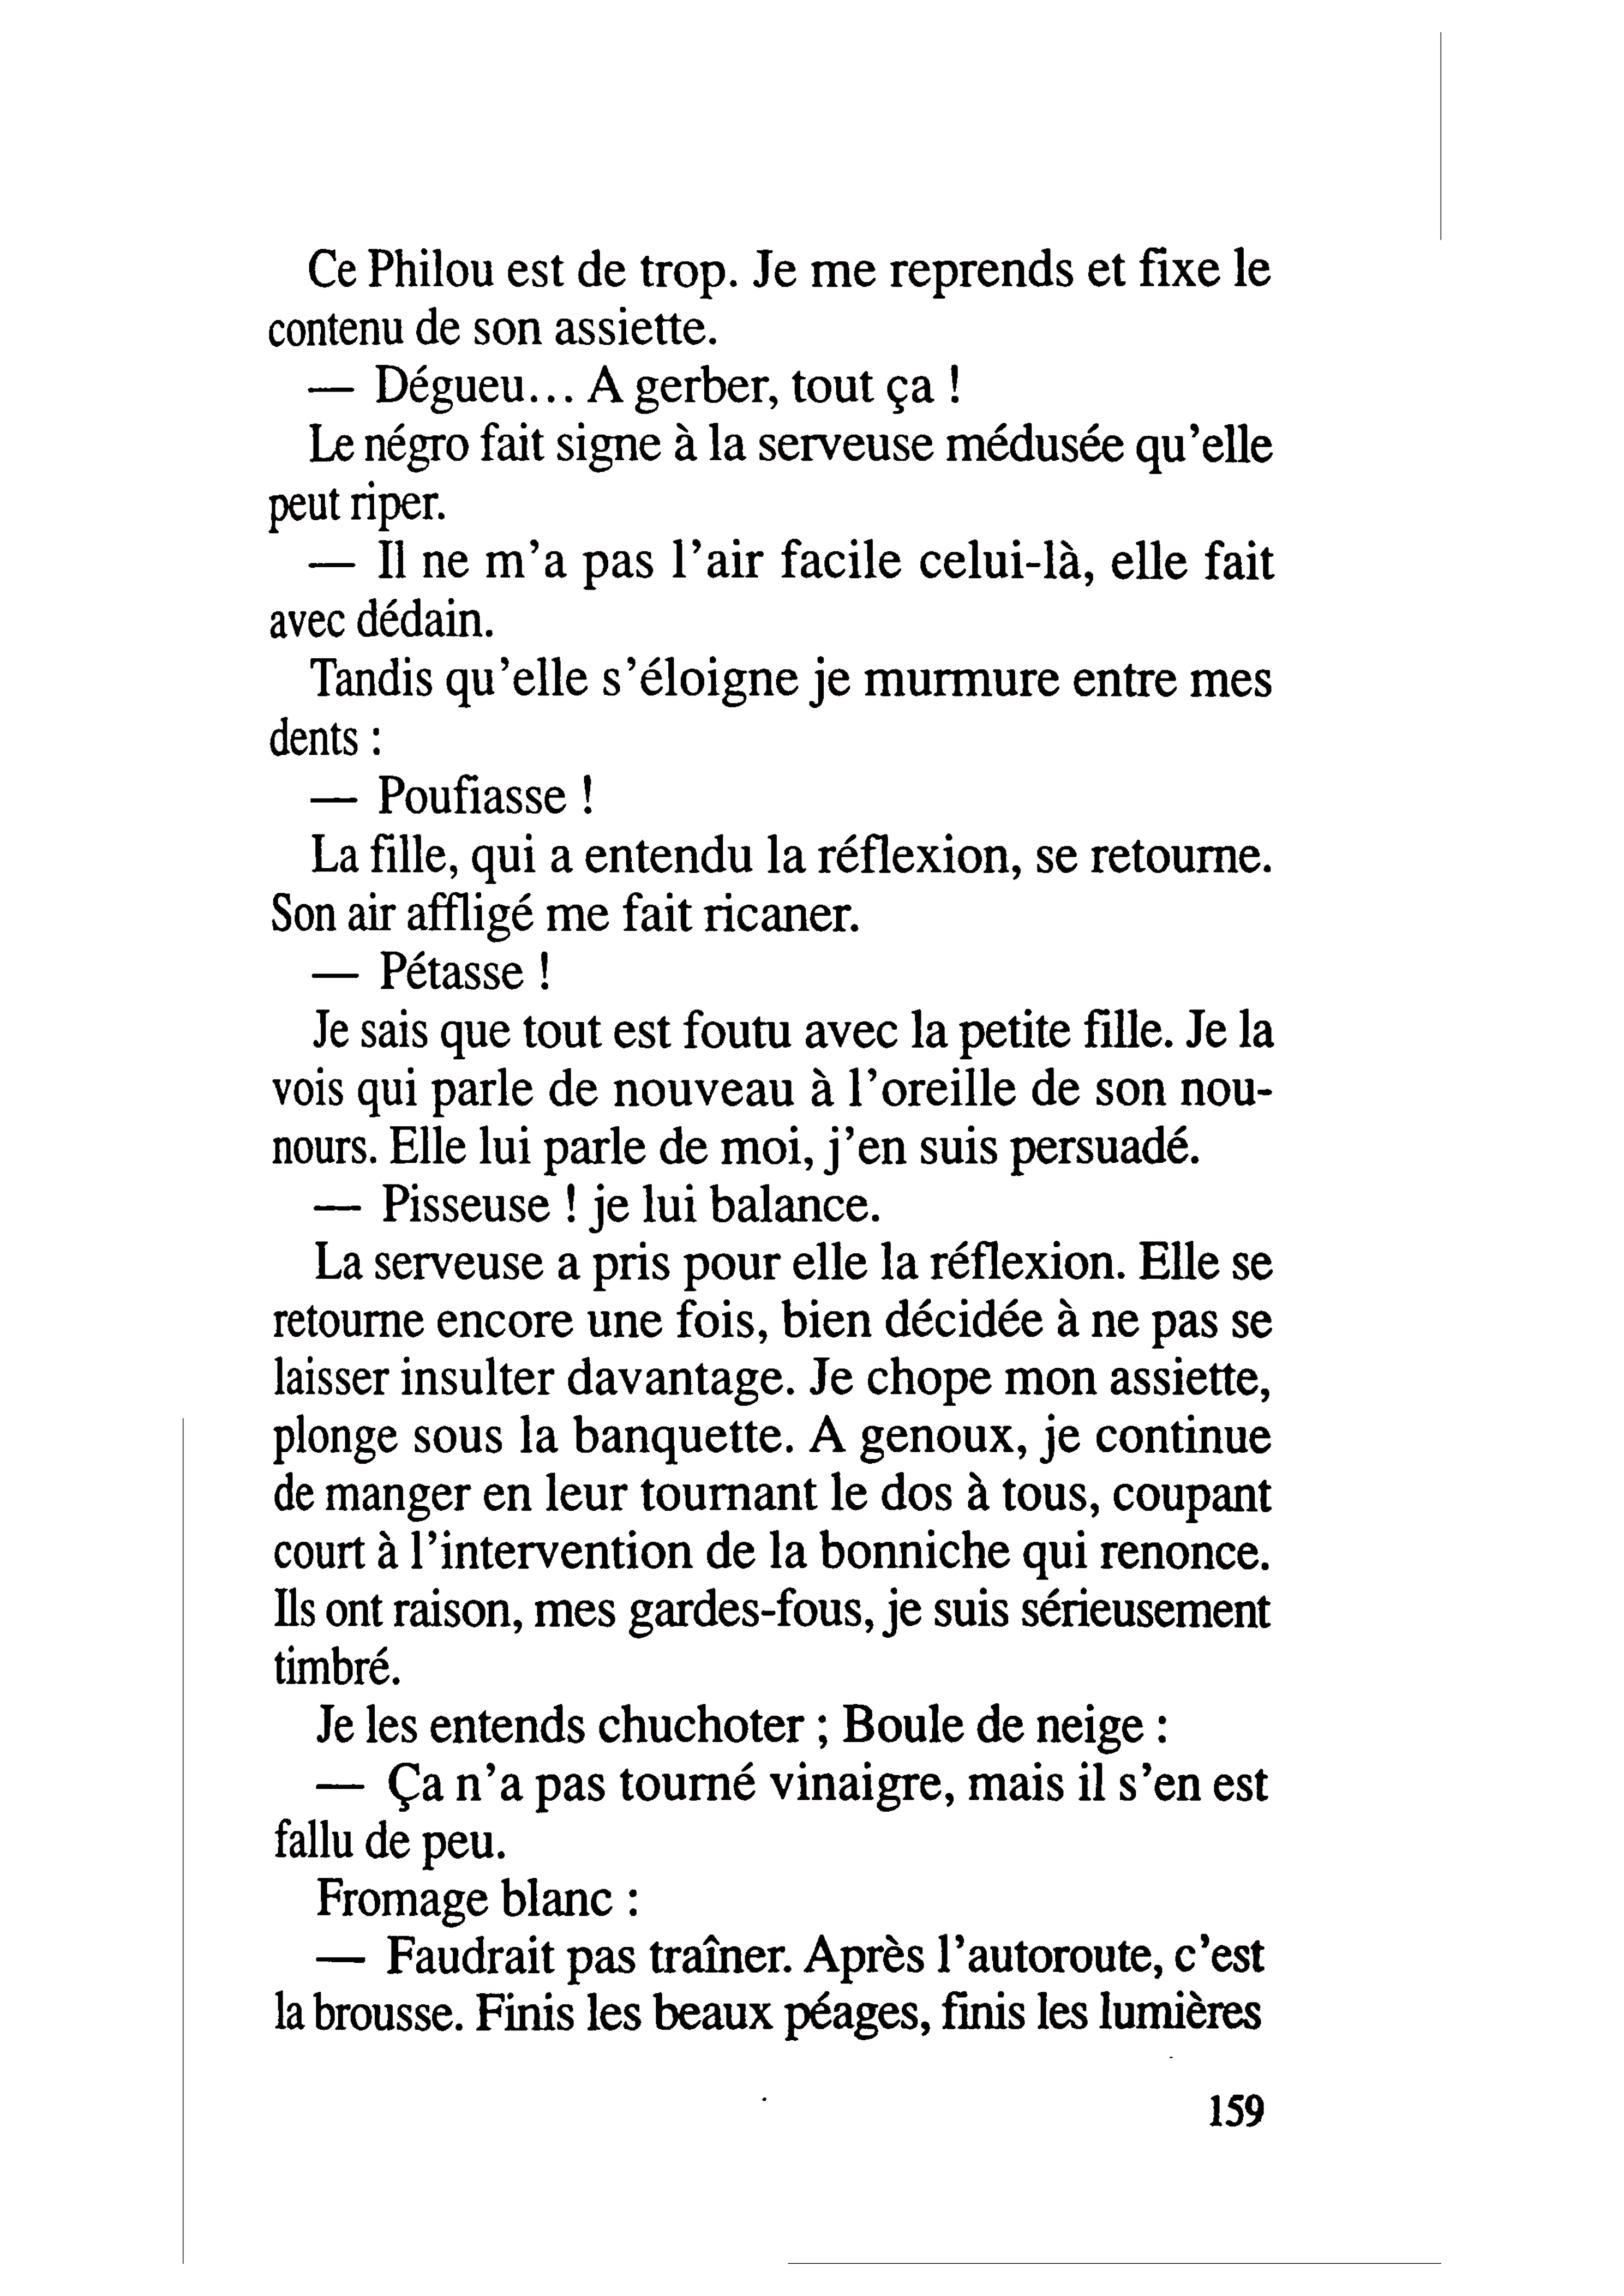 Ce Philou est de trop. Je me reprends et fixe le
contenu de son assiette.
— Dégueu... A gerber, tout ça !
Le négro fait signe à la serveuse médusée qu'elle
peut riper.
— Il ne m'a pas l'air facile celui-là, elle fait
avec dédain.
Tandis qu'elle s'éloigne je murmure entre mes
dents :
— Poufiasse !
La fille, qui a entendu la réflexion, se retourne.
Son air affligé me fait ricaner.
— Pétasse !
Je sais que tout est foutu avec la petite fille. Je la
vois qui parle de nouveau à l'oreille de son nou-
nours. Elle lui parle de moi, j'en suis persuadé.
— Pisseuse ! je lui balance.
La serveuse a pris pour elle la réflexion. Elle se
retourne encore une fois, bien décidée à ne pas se
laisser insulter davantage. Je chope mon assiette,
plonge sous la banquette. A genoux, je continue
de manger en leur tournant le dos à tous, coupant
court à l'intervention de la bonniche qui renonce.
Ils ont raison, mes gardes-fous, je suis sérieusement
timbré.
Je les entends chuchoter ; Boule de neige :
— Ça n'a pas tourné vinaigre, mais il s'en est
fallu de peu.
Fromage blanc :
— Faudrait pas traîner. Après l'autoroute, c'est
la brousse. Finis les beaux péages, finis les lumières
159